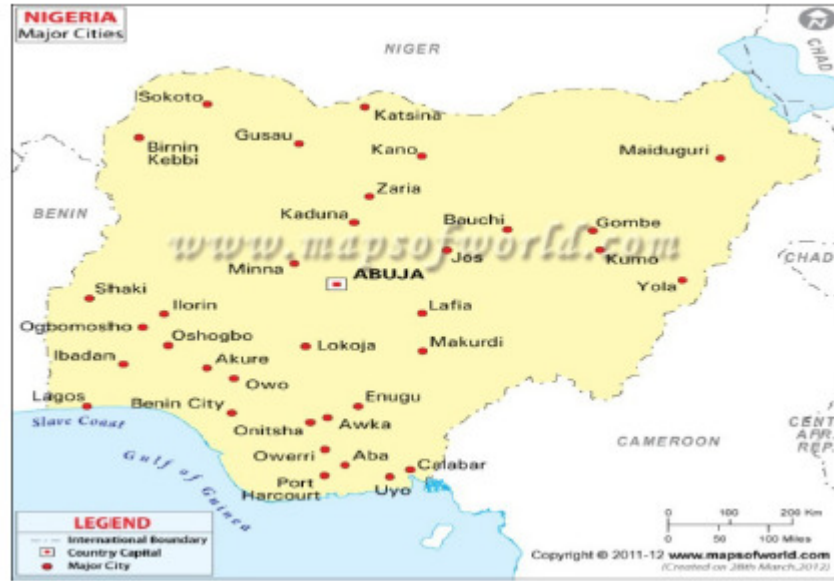 NIGERIA
Major Cities
NIGER
CHAD
Sokoto
Katsina
Gusau
Birnin
Kebbi
Kano
Maiduguri
Zaria
BENIN
Kaduna
Bauchi
Gombe
www.mapsofworld.com
Jos
Kumo
CHAD
Minna
ABUJA
Yola
Shaki
Ilorin
Lafia
Ogbomosho
Oshogbo
Lokoja
Makurdi
Ibadan
Akure
Owo
Lagos
Benin City
Enugu
Slave Coast
Onitsha
Awka
CAMEROON
Gulf of Guinea
Owerri
Aba
Calabar
Port
Harcourt
Uyo
LEGEND
International Boundary
Country Capital
Major City
0 100 200 Km
0 50 100 Miles
Copyright © 2011-12 www.mapsofworld.com
(Created on 28th March,2012)